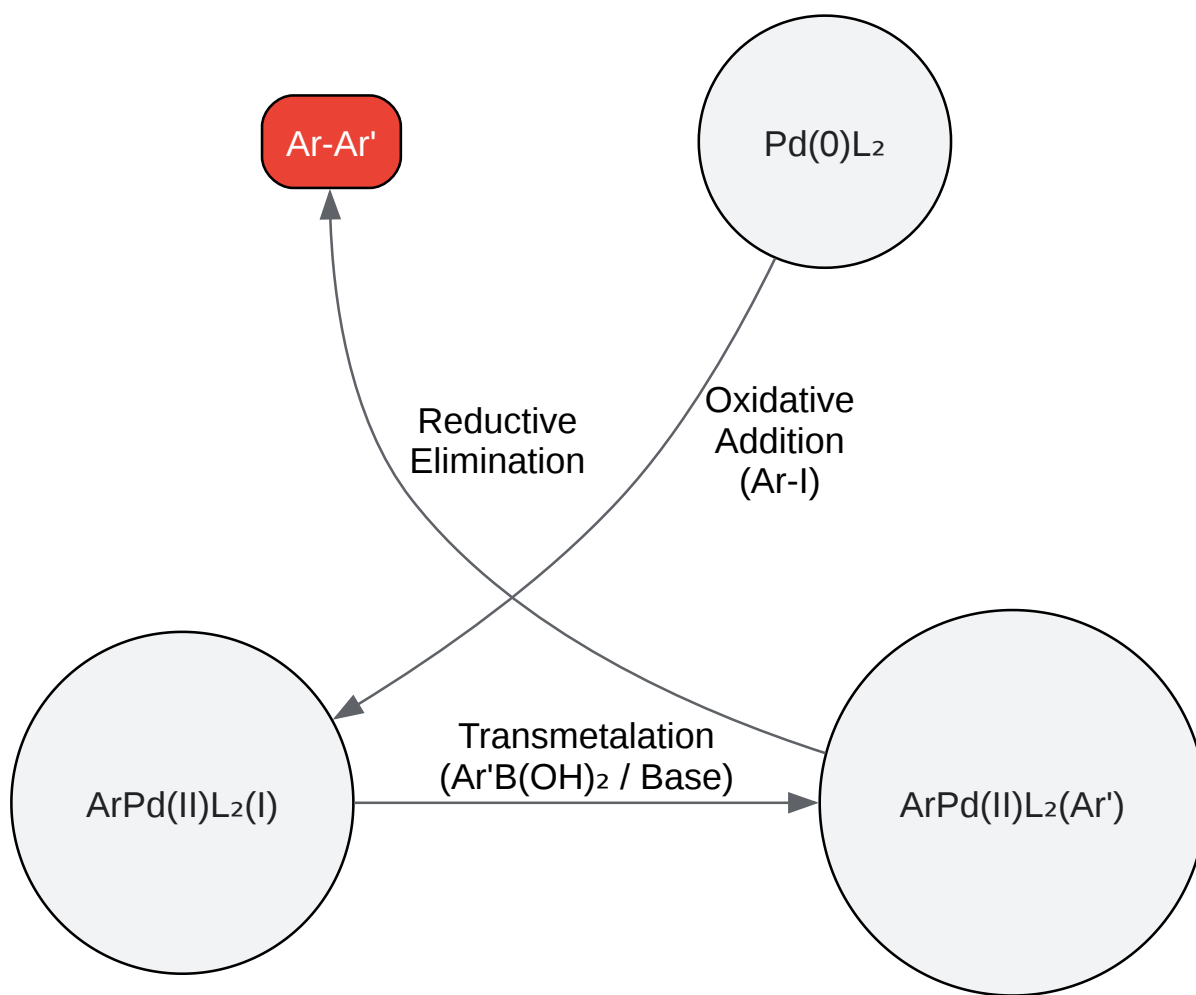 Ar-Ar'
Pd(0)L₂
Reductive
Elimination
Oxidative
Addition
(Ar-I)
Transmetalation
(Ar'B(OH)₂ / Base)
ArPd(II)L₂(I)
ArPd(II)L₂(Ar')